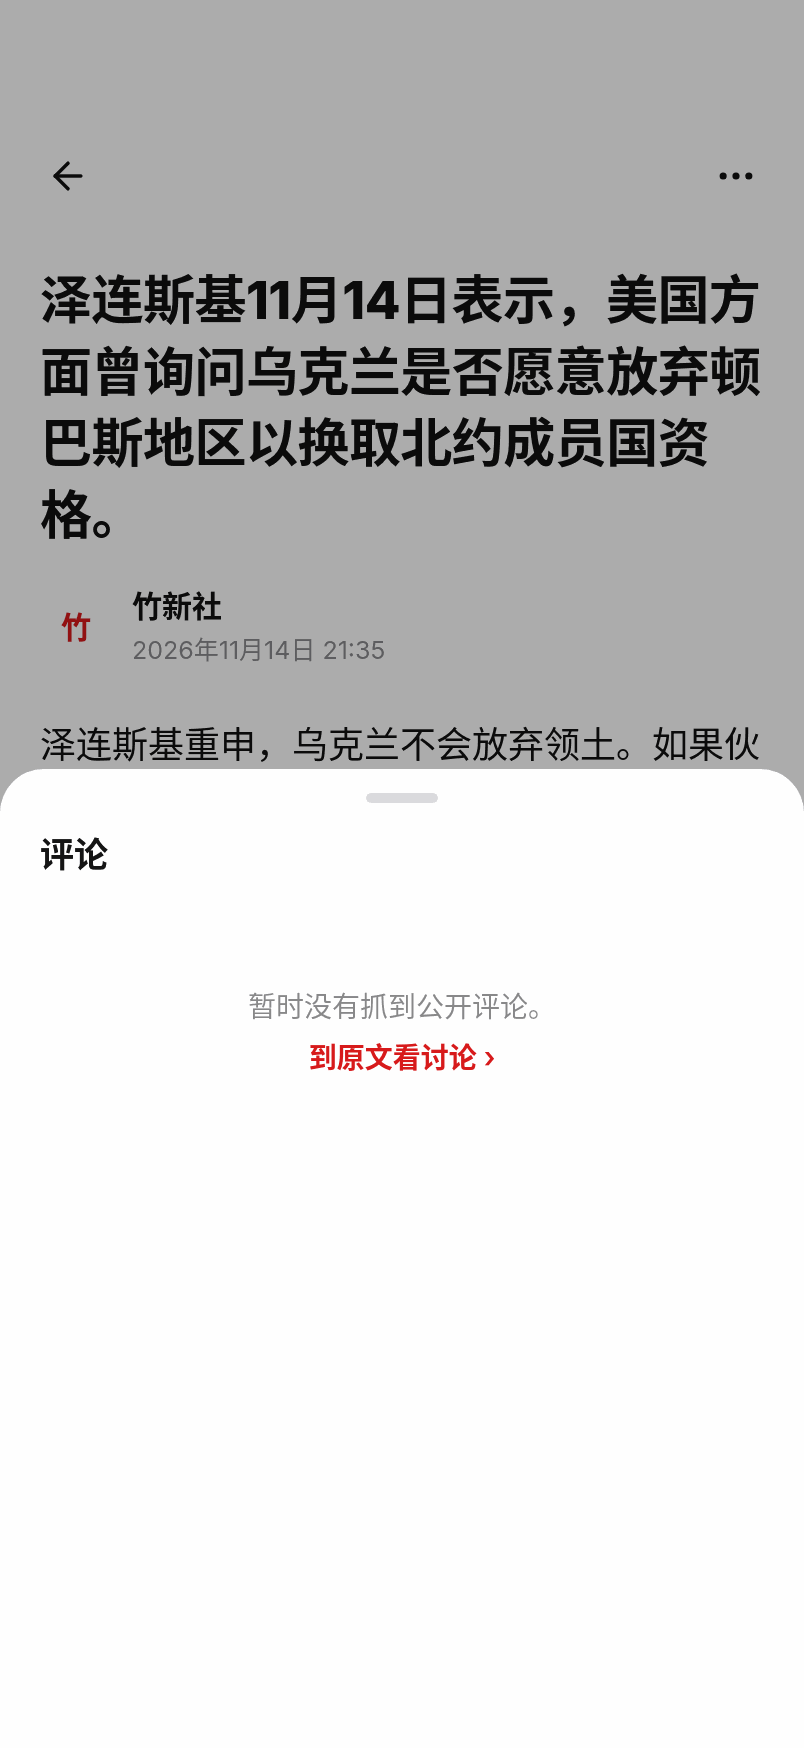 泽连斯基11月14日表示，美国方
面曾询问乌克兰是否愿意放弃顿
巴斯地区以换取北约成员国资
格。
竹
竹新社
2026年11月14日 21:35
泽连斯基重申，乌克兰不会放弃领土。如果伙
评论
暂时没有抓到公开评论。
到原文看讨论 ›